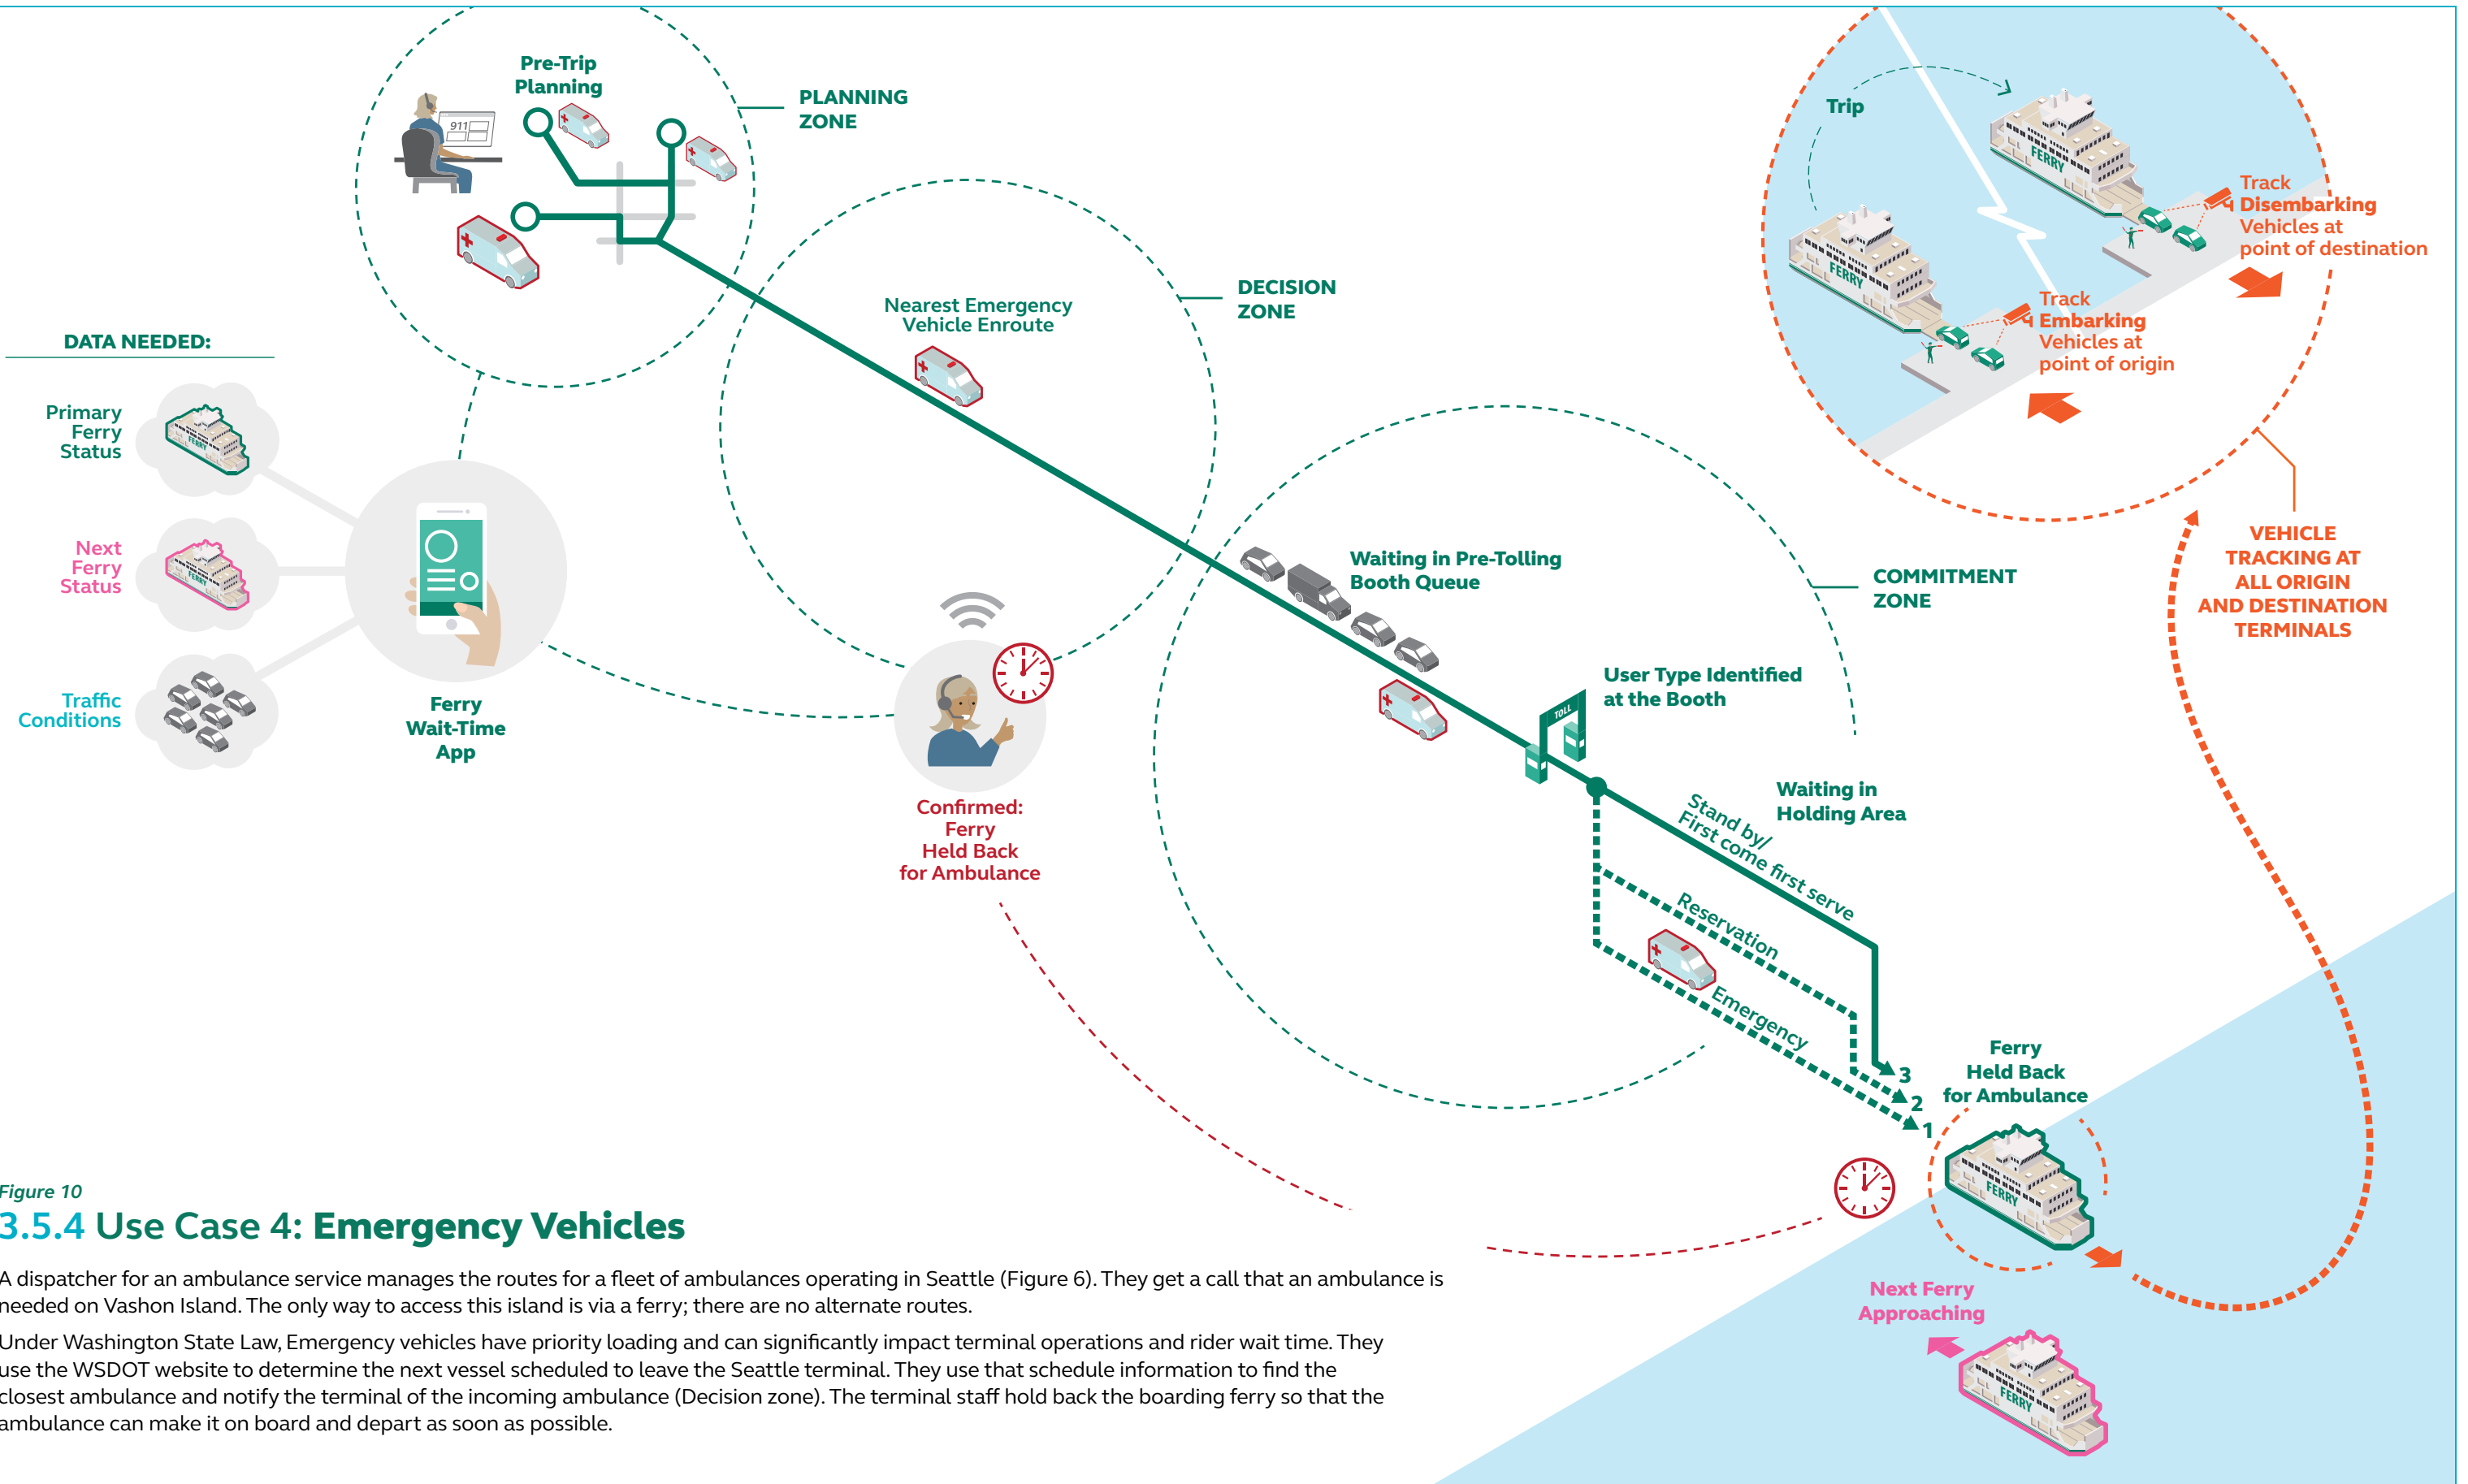 Pre-Trip
Planning
911
PLANNING
ZONE
Trip
FERRY
Track
Disembarking
Vehicles at
point of destination
FERRY
Track
Embarking
Vehicles at
point of origin
DECISION
ZONE
Nearest Emergency
Vehicle Enroute
DATA NEEDED:
Primary
Ferry
Status
FERRY
Next
Ferry
Status
FERRY
Traffic
Conditions
Ferry
Wait-Time
App
Waiting in Pre-Tolling
Booth Queue
COMMITMENT
ZONE
VEHICLE
TRACKING AT
ALL ORIGIN
AND DESTINATION
TERMINALS
User Type Identified
at the Booth
TOLL
Confirmed:
Ferry
Held Back
for Ambulance
Waiting in
Holding Area
Stand by/
First come first serve
Reservation
Emergency
3
2
1
Ferry
Held Back
for Ambulance
FERRY
Next Ferry
Approaching
FERRY
Figure 10
3.5.4 Use Case 4: Emergency Vehicles
A dispatcher for an ambulance service manages the routes for a fleet of ambulances operating in Seattle (Figure 6). They get a call that an ambulance is
needed on Vashon Island. The only way to access this island is via a ferry; there are no alternate routes.
Under Washington State Law, Emergency vehicles have priority loading and can significantly impact terminal operations and rider wait time. They
use the WSDOT website to determine the next vessel scheduled to leave the Seattle terminal. They use that schedule information to find the
closest ambulance and notify the terminal of the incoming ambulance (Decision zone). The terminal staff hold back the boarding ferry so that the
ambulance can make it on board and depart as soon as possible.